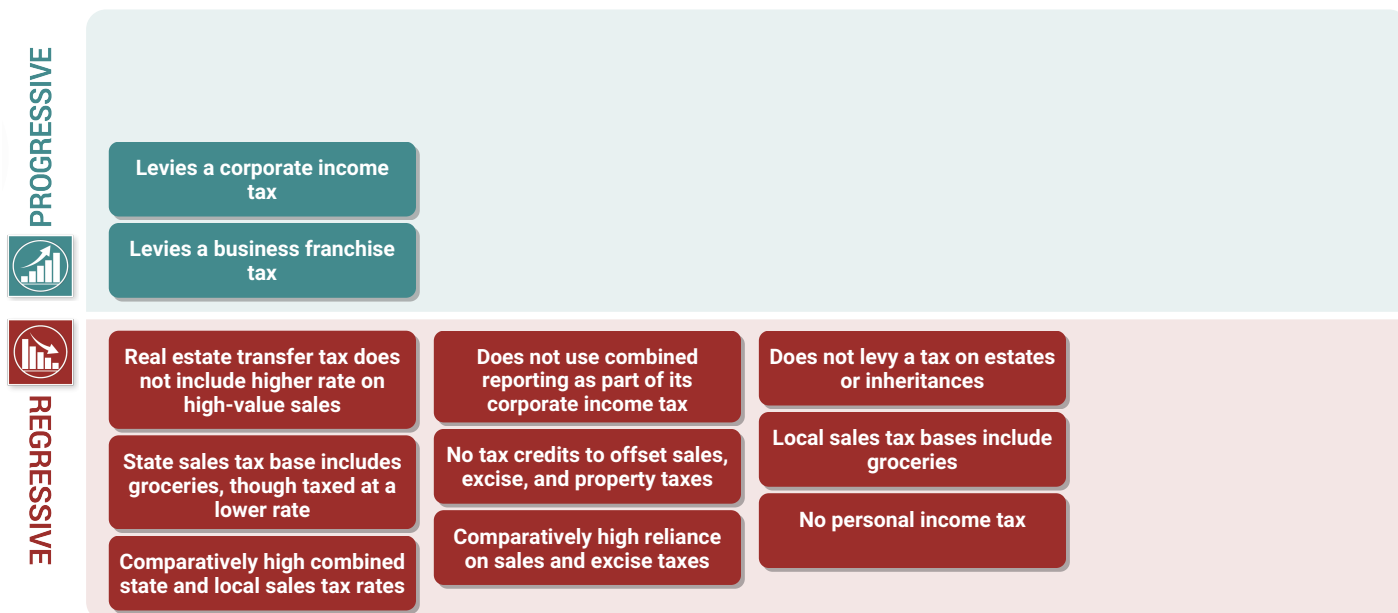 PROGRESSIVE
Levies a corporate income
tax
Levies a business franchise
tax
REGRESSIVE
Real estate transfer tax does
not include higher rate on
high-value sales
State sales tax base includes
groceries, though taxed at a
lower rate
Comparatively high combined
state and local sales tax rates
Does not use combined
reporting as part of its
corporate income tax
No tax credits to offset sales,
excise, and property taxes
Comparatively high reliance
on sales and excise taxes
Does not levy a tax on estates
or inheritances
Local sales tax bases include
groceries
No personal income tax